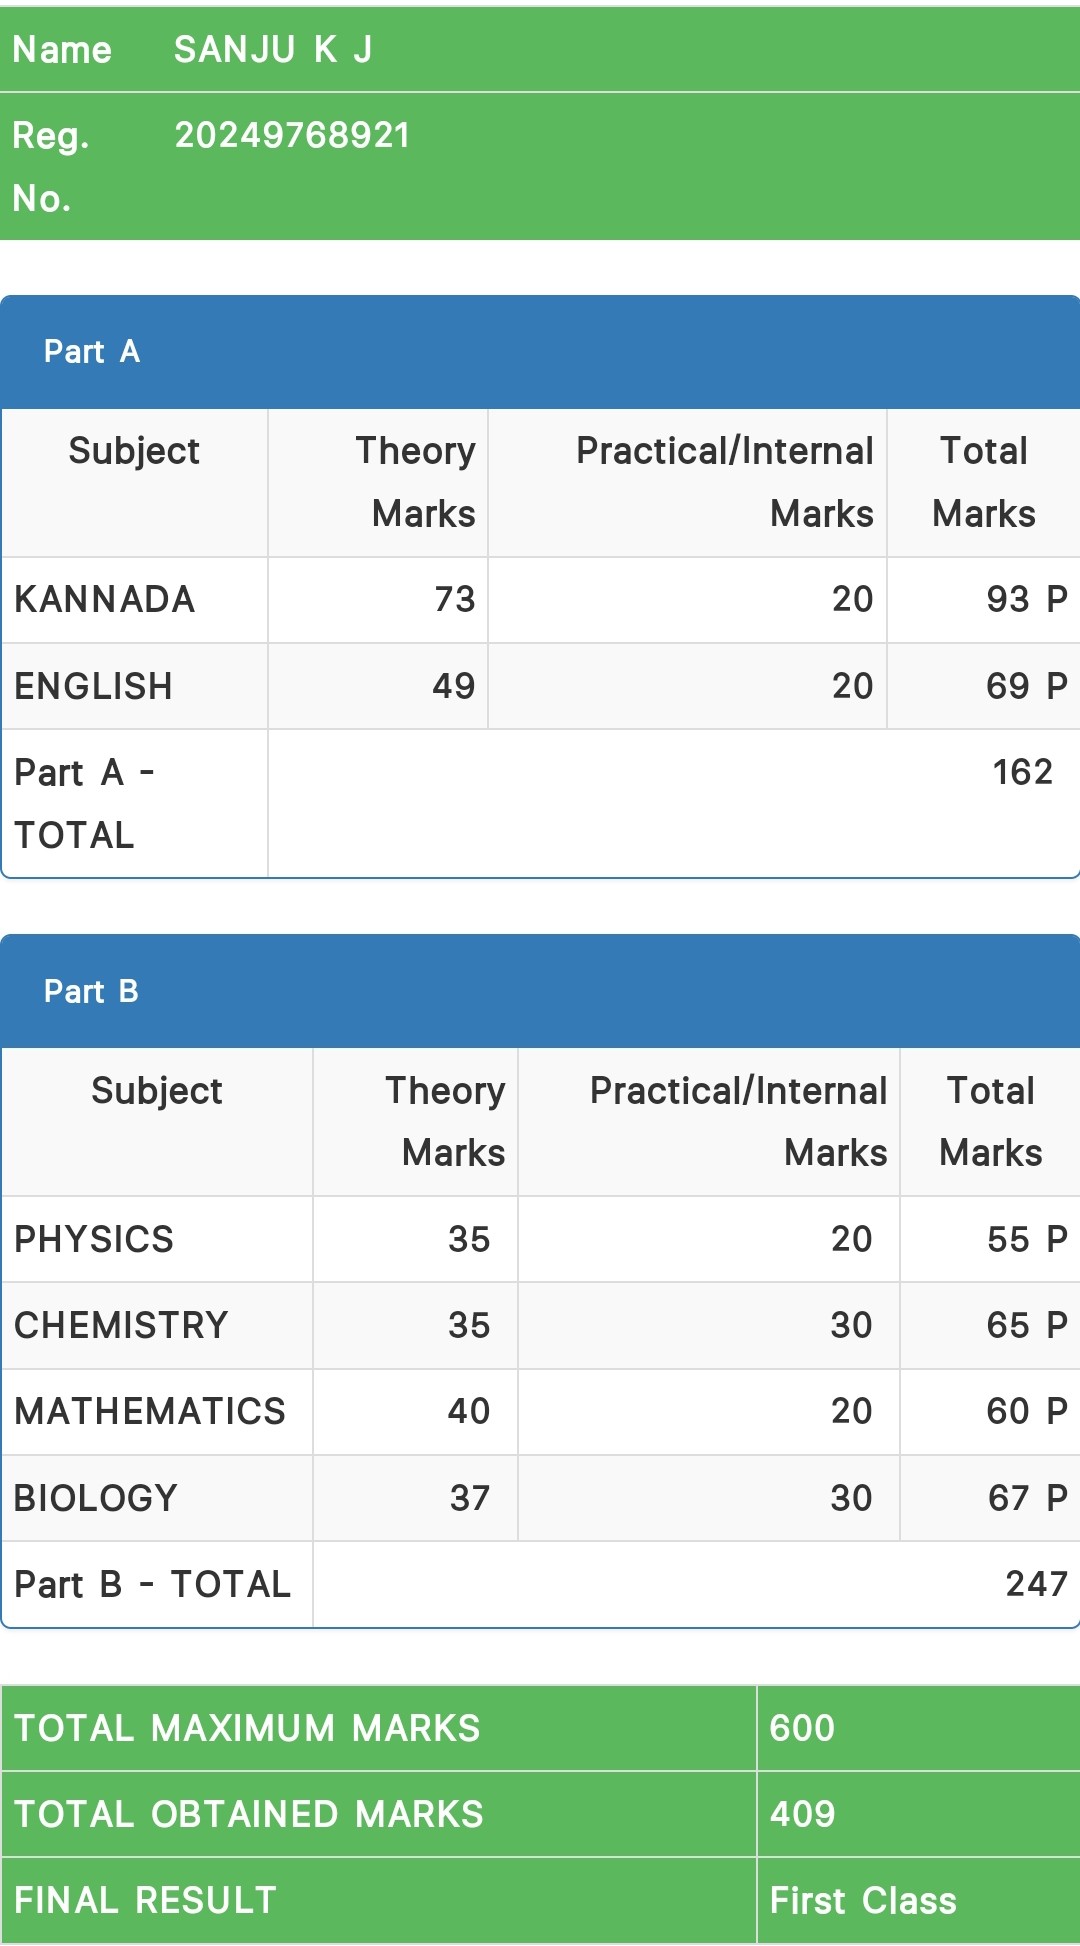 Name SANJU K J
Reg. No. 20249768921
Part A
Subject Theory Marks Practical/Internal Marks Total Marks
KANNADA 73 20 93 P
ENGLISH 49 20 69 P
Part A - TOTAL 162
Part B
Subject Theory Marks Practical/Internal Marks Total Marks
PHYSICS 35 20 55 P
CHEMISTRY 35 30 65 P
MATHEMATICS 40 20 60 P
BIOLOGY 37 30 67 P
Part B - TOTAL 247
TOTAL MAXIMUM MARKS 600
TOTAL OBTAINED MARKS 409
FINAL RESULT First Class